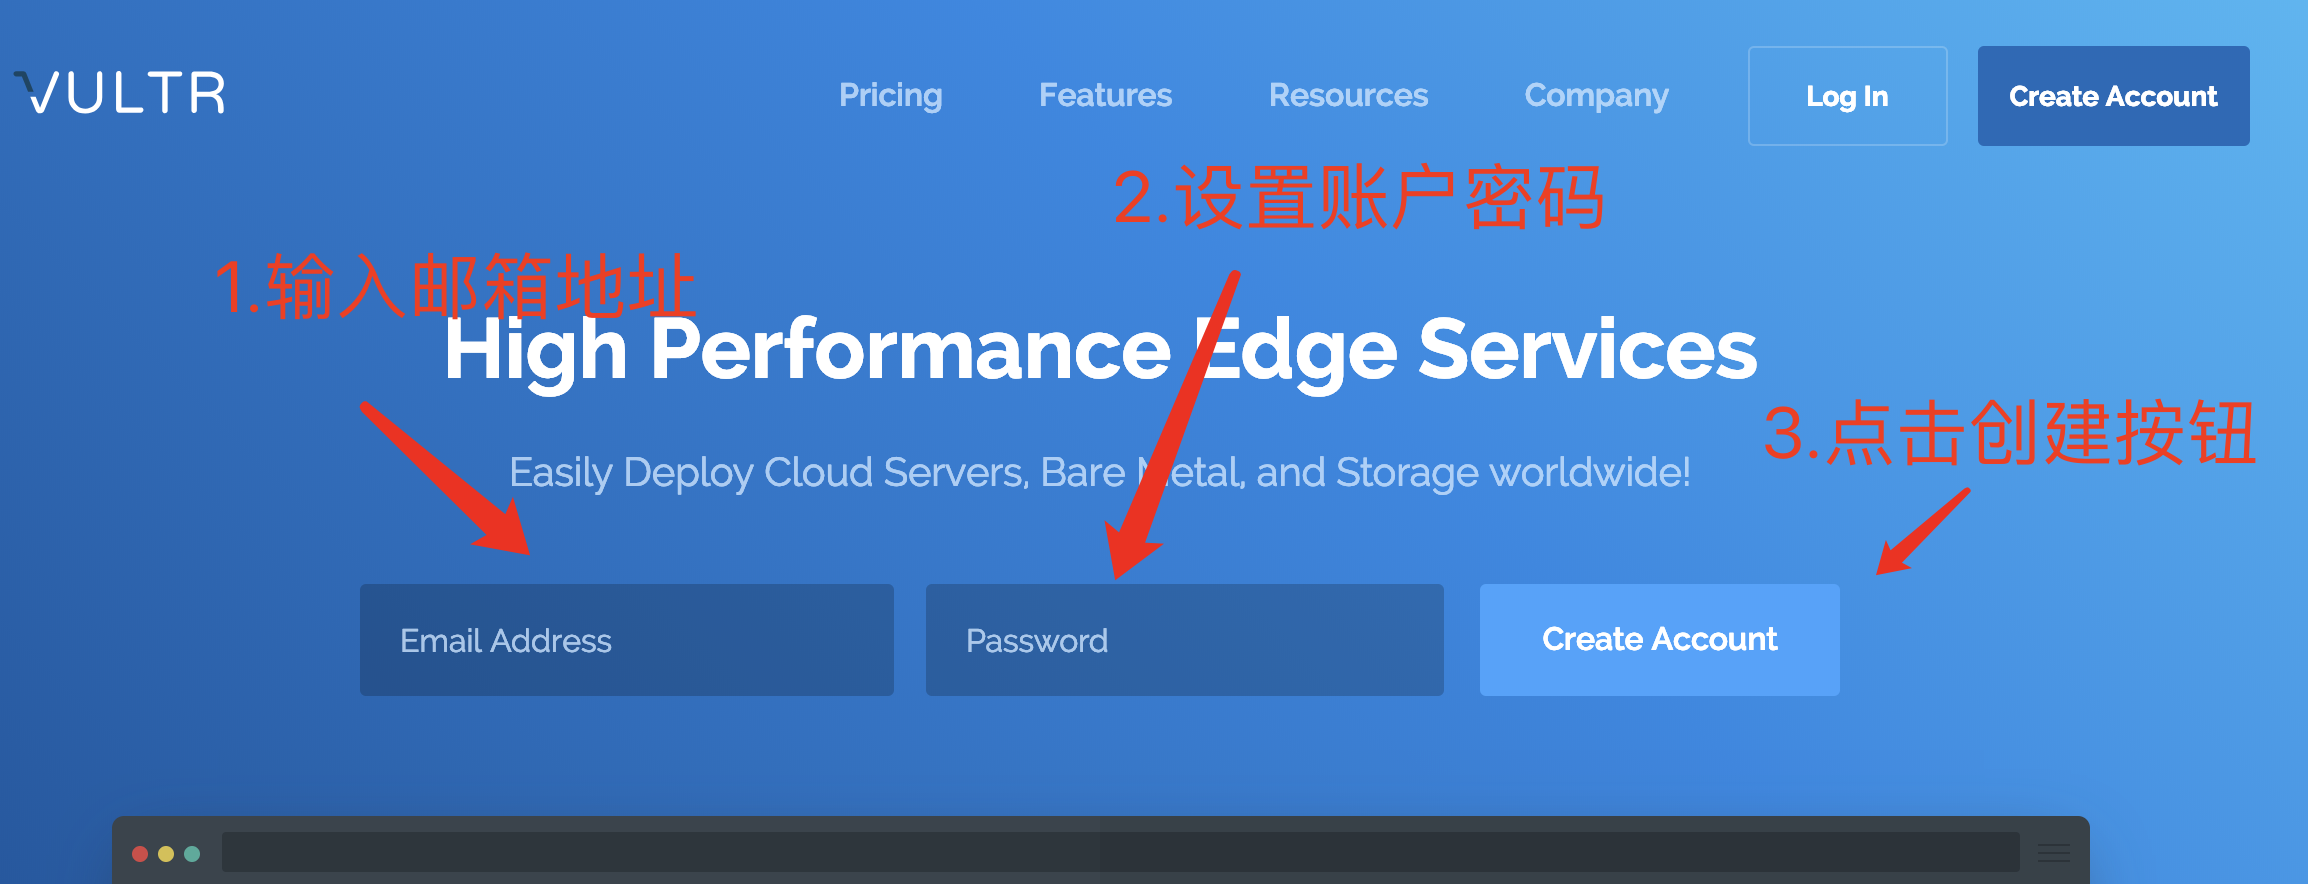 VULTR
Pricing
Features
Resources
Company
Log In
Create Account
2.设置账户密码
1.输入邮箱地址
High Performance Edge Services
3.点击创建按钮
Easily Deploy Cloud Servers, Bare Metal, and Storage worldwide!
Email Address
Password
Create Account